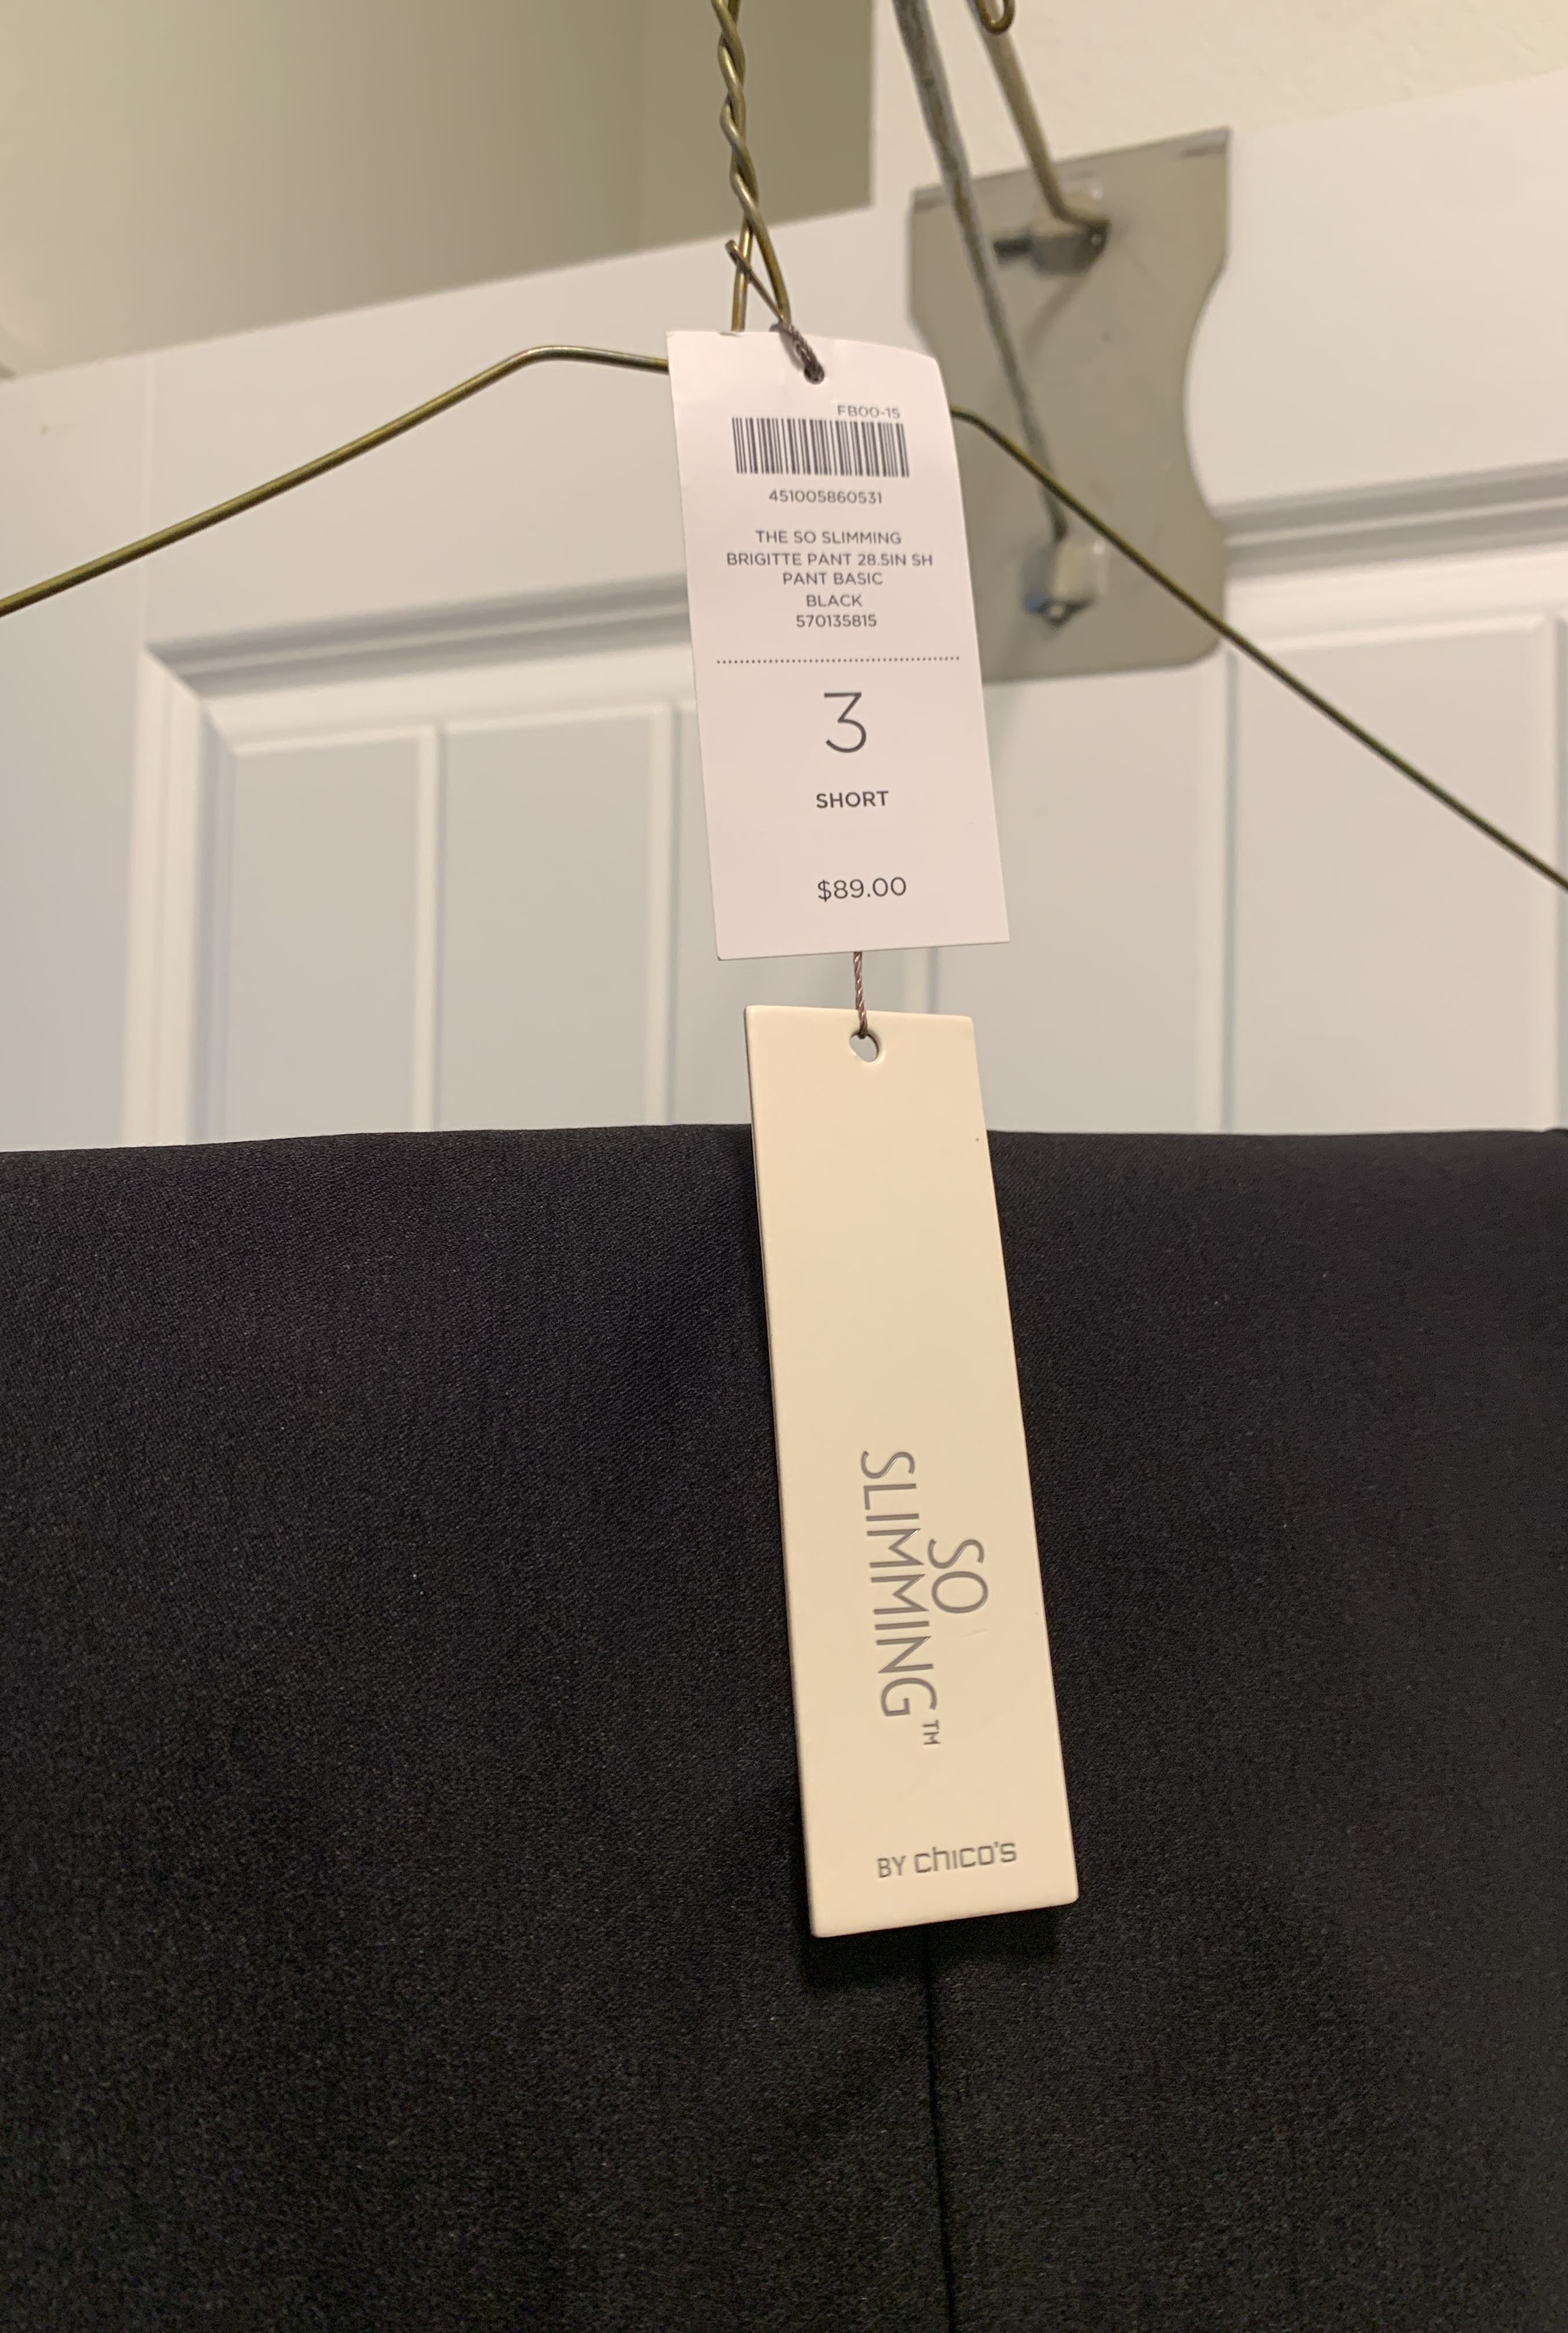 FB00-15
451005860531
THE SO SLIMMING
BRIGITTE PANT 28.5IN SH
PANT BASIC
BLACK
570135815
3
SHORT
$89.00
SO
SLIMMING™
BY chico's